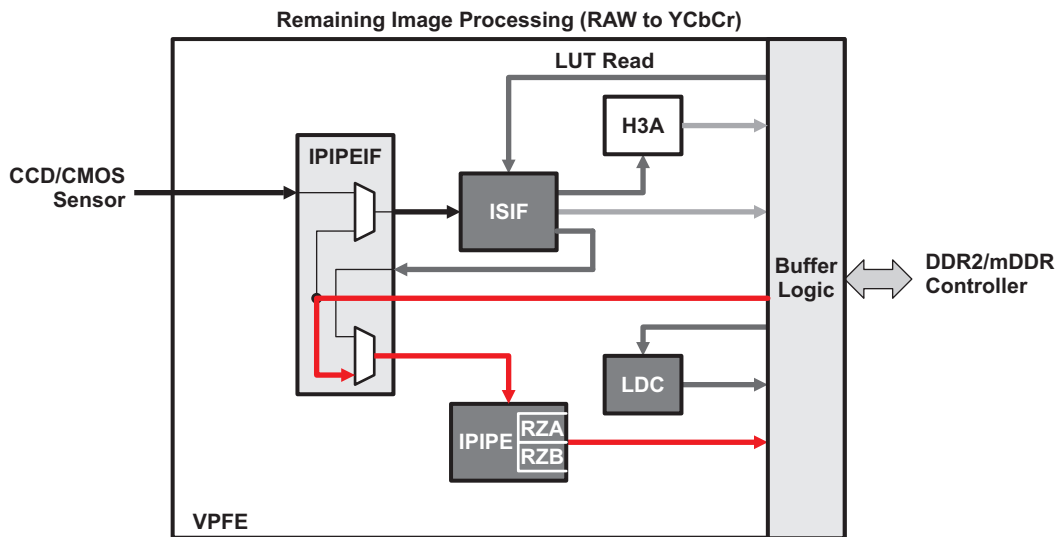 Remaining Image Processing (RAW to YCbCr)
LUT Read
H3A
IPIPEIF
CCD/CMOS
Sensor
ISIF
Buffer
Logic
DDR2/mDDR
Controller
LDC
IPIPE
RZA
RZB
VPFE